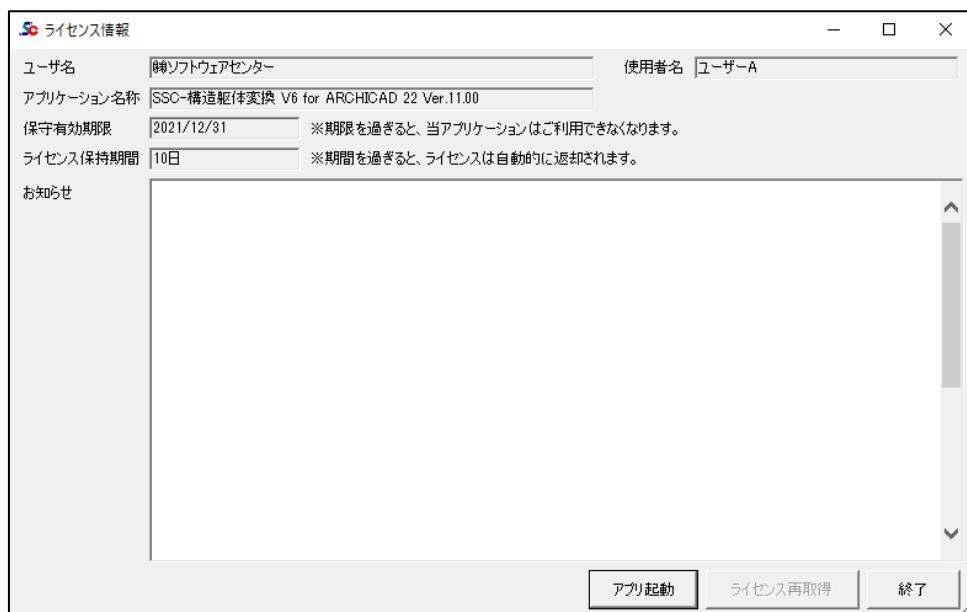 Sc ライセンス情報
ユーザ名 ㈱ソフトウェアセンター 使用者名 ユーザーA
アプリケーション名称 SSC-構造躯体変換 V6 for ARCHICAD 22 Ver.11.00
保守有効期限 2021/12/31 ※期限を過ぎると、当アプリケーションはご利用できなくなります。
ライセンス保持期間 10日 ※期間を過ぎると、ライセンスは自動的に返却されます。
お知らせ
アプリ起動 ライセンス再取得 終了